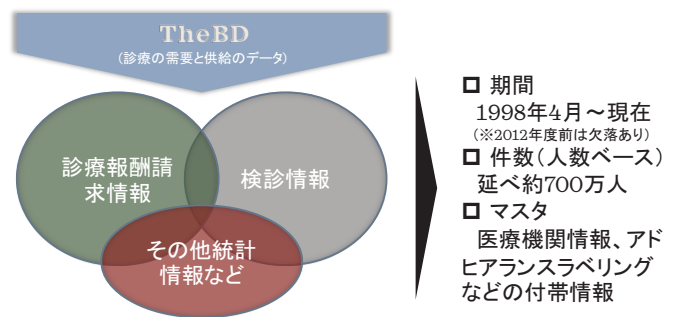 TheBD
(診療の需要と供給のデータ)
診療報酬請
求情報
検診情報
その他統計
情報など
期間
1998年4月～現在
(※2012年度前は欠落あり)
件数(人数ベース)
延べ約700万人
マスタ
医療機関情報、アド
ヒアランスラベリング
などの付帯情報